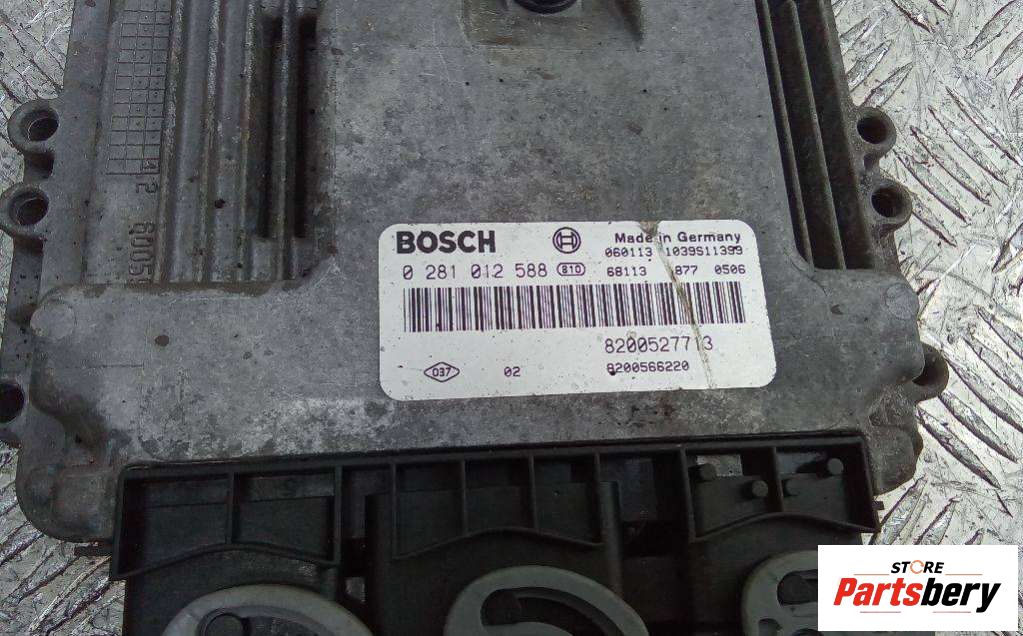 BOSCH Made in Germany
060113 1039S11399
0 281 012 588 810 68113 877 0506
8200527713
037 02 8200566220
STORE
Partsbery